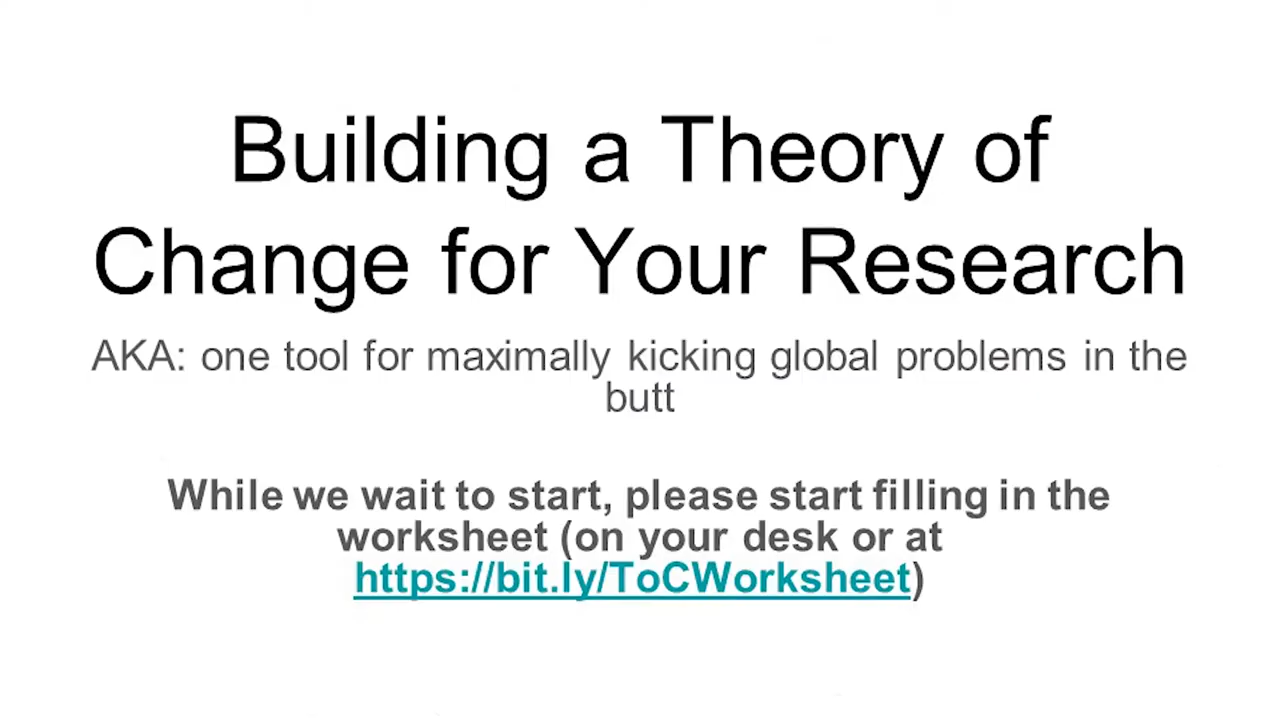 Building a Theory of
Change for Your Research
AKA: one tool for maximally kicking global problems in the
butt
While we wait to start, please start filling in the
worksheet (on your desk or at
https://bit.ly/ToCWorksheet)